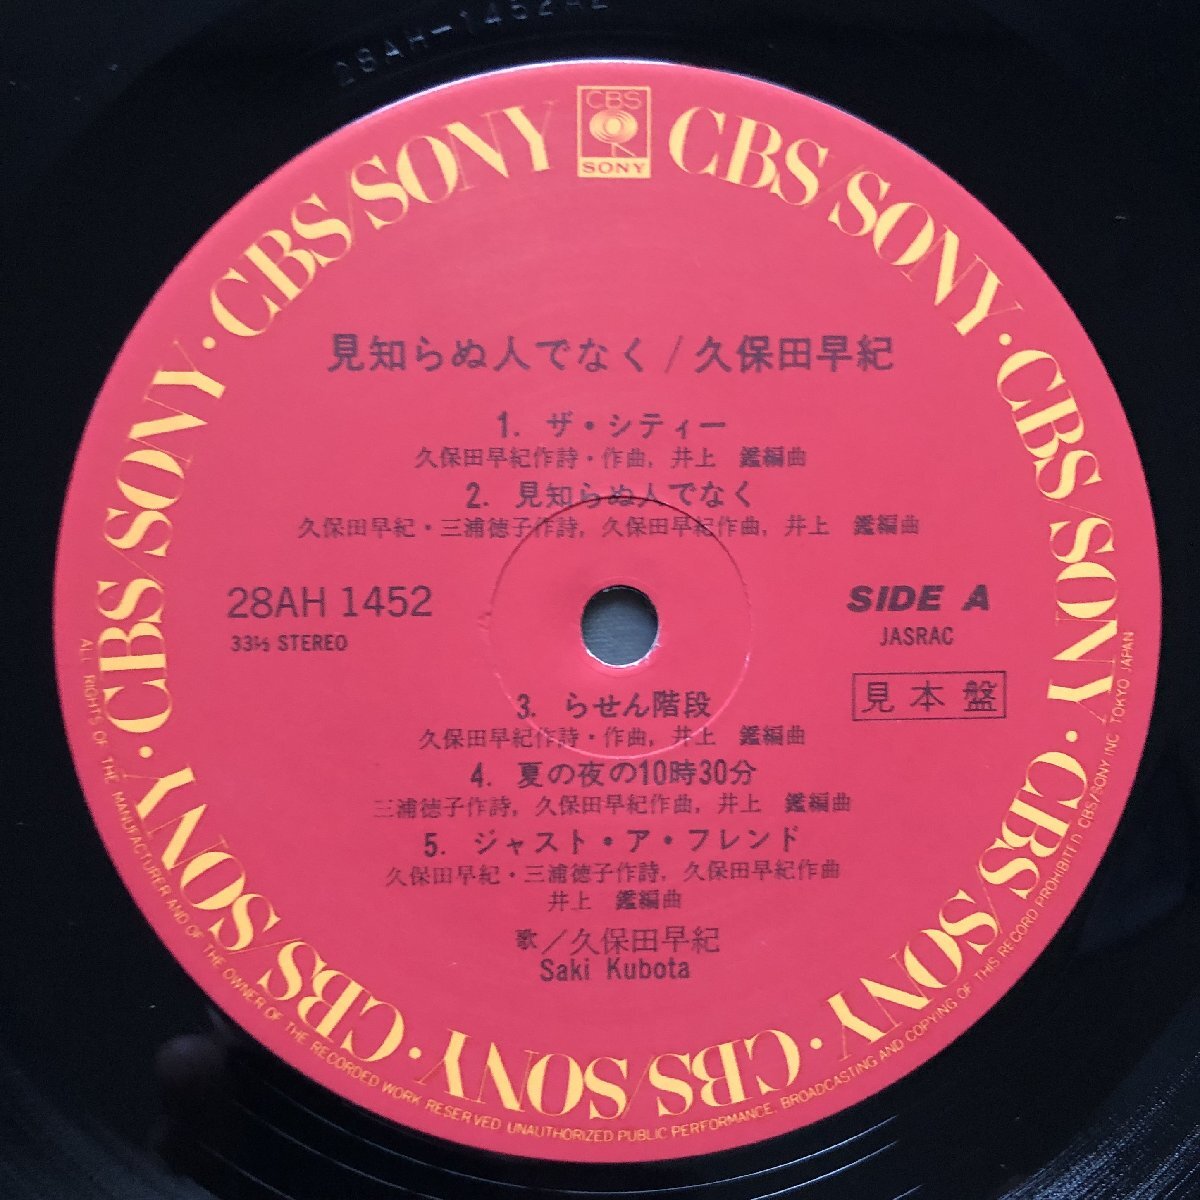 28AH-1452A2
CBS
SONY
CBS/SONY · CBS/SONY · CBS/SONY · CBS/SONY · CBS/SONY · CBS/SONY · CBS/SONY · CBS/SONY
見知らぬ人でなく/久保田早紀
1. ザ・シティー
久保田早紀作詩・作曲, 井上 鑑編曲
2. 見知らぬ人でなく
久保田早紀・三浦徳子作詩, 久保田早紀作曲, 井上 鑑編曲
28AH 1452
33⅓ STEREO
SIDE A
JASRAC
見本盤
3. らせん階段
久保田早紀作詩・作曲, 井上 鑑編曲
4. 夏の夜の10時30分
三浦徳子作詩, 久保田早紀作曲, 井上 鑑編曲
5. ジャスト・ア・フレンド
久保田早紀・三浦徳子作詩, 久保田早紀作曲
井上 鑑編曲
歌/久保田早紀
Saki Kubota
ALL RIGHTS OF THE MANUFACTURER AND OF THE OWNER OF THE RECORDED WORK RESERVED UNAUTHORIZED PUBLIC PERFORMANCE, BROADCASTING AND COPYING OF THIS RECORD PROHIBITED CBS/SONY INC. TOKYO JAPAN